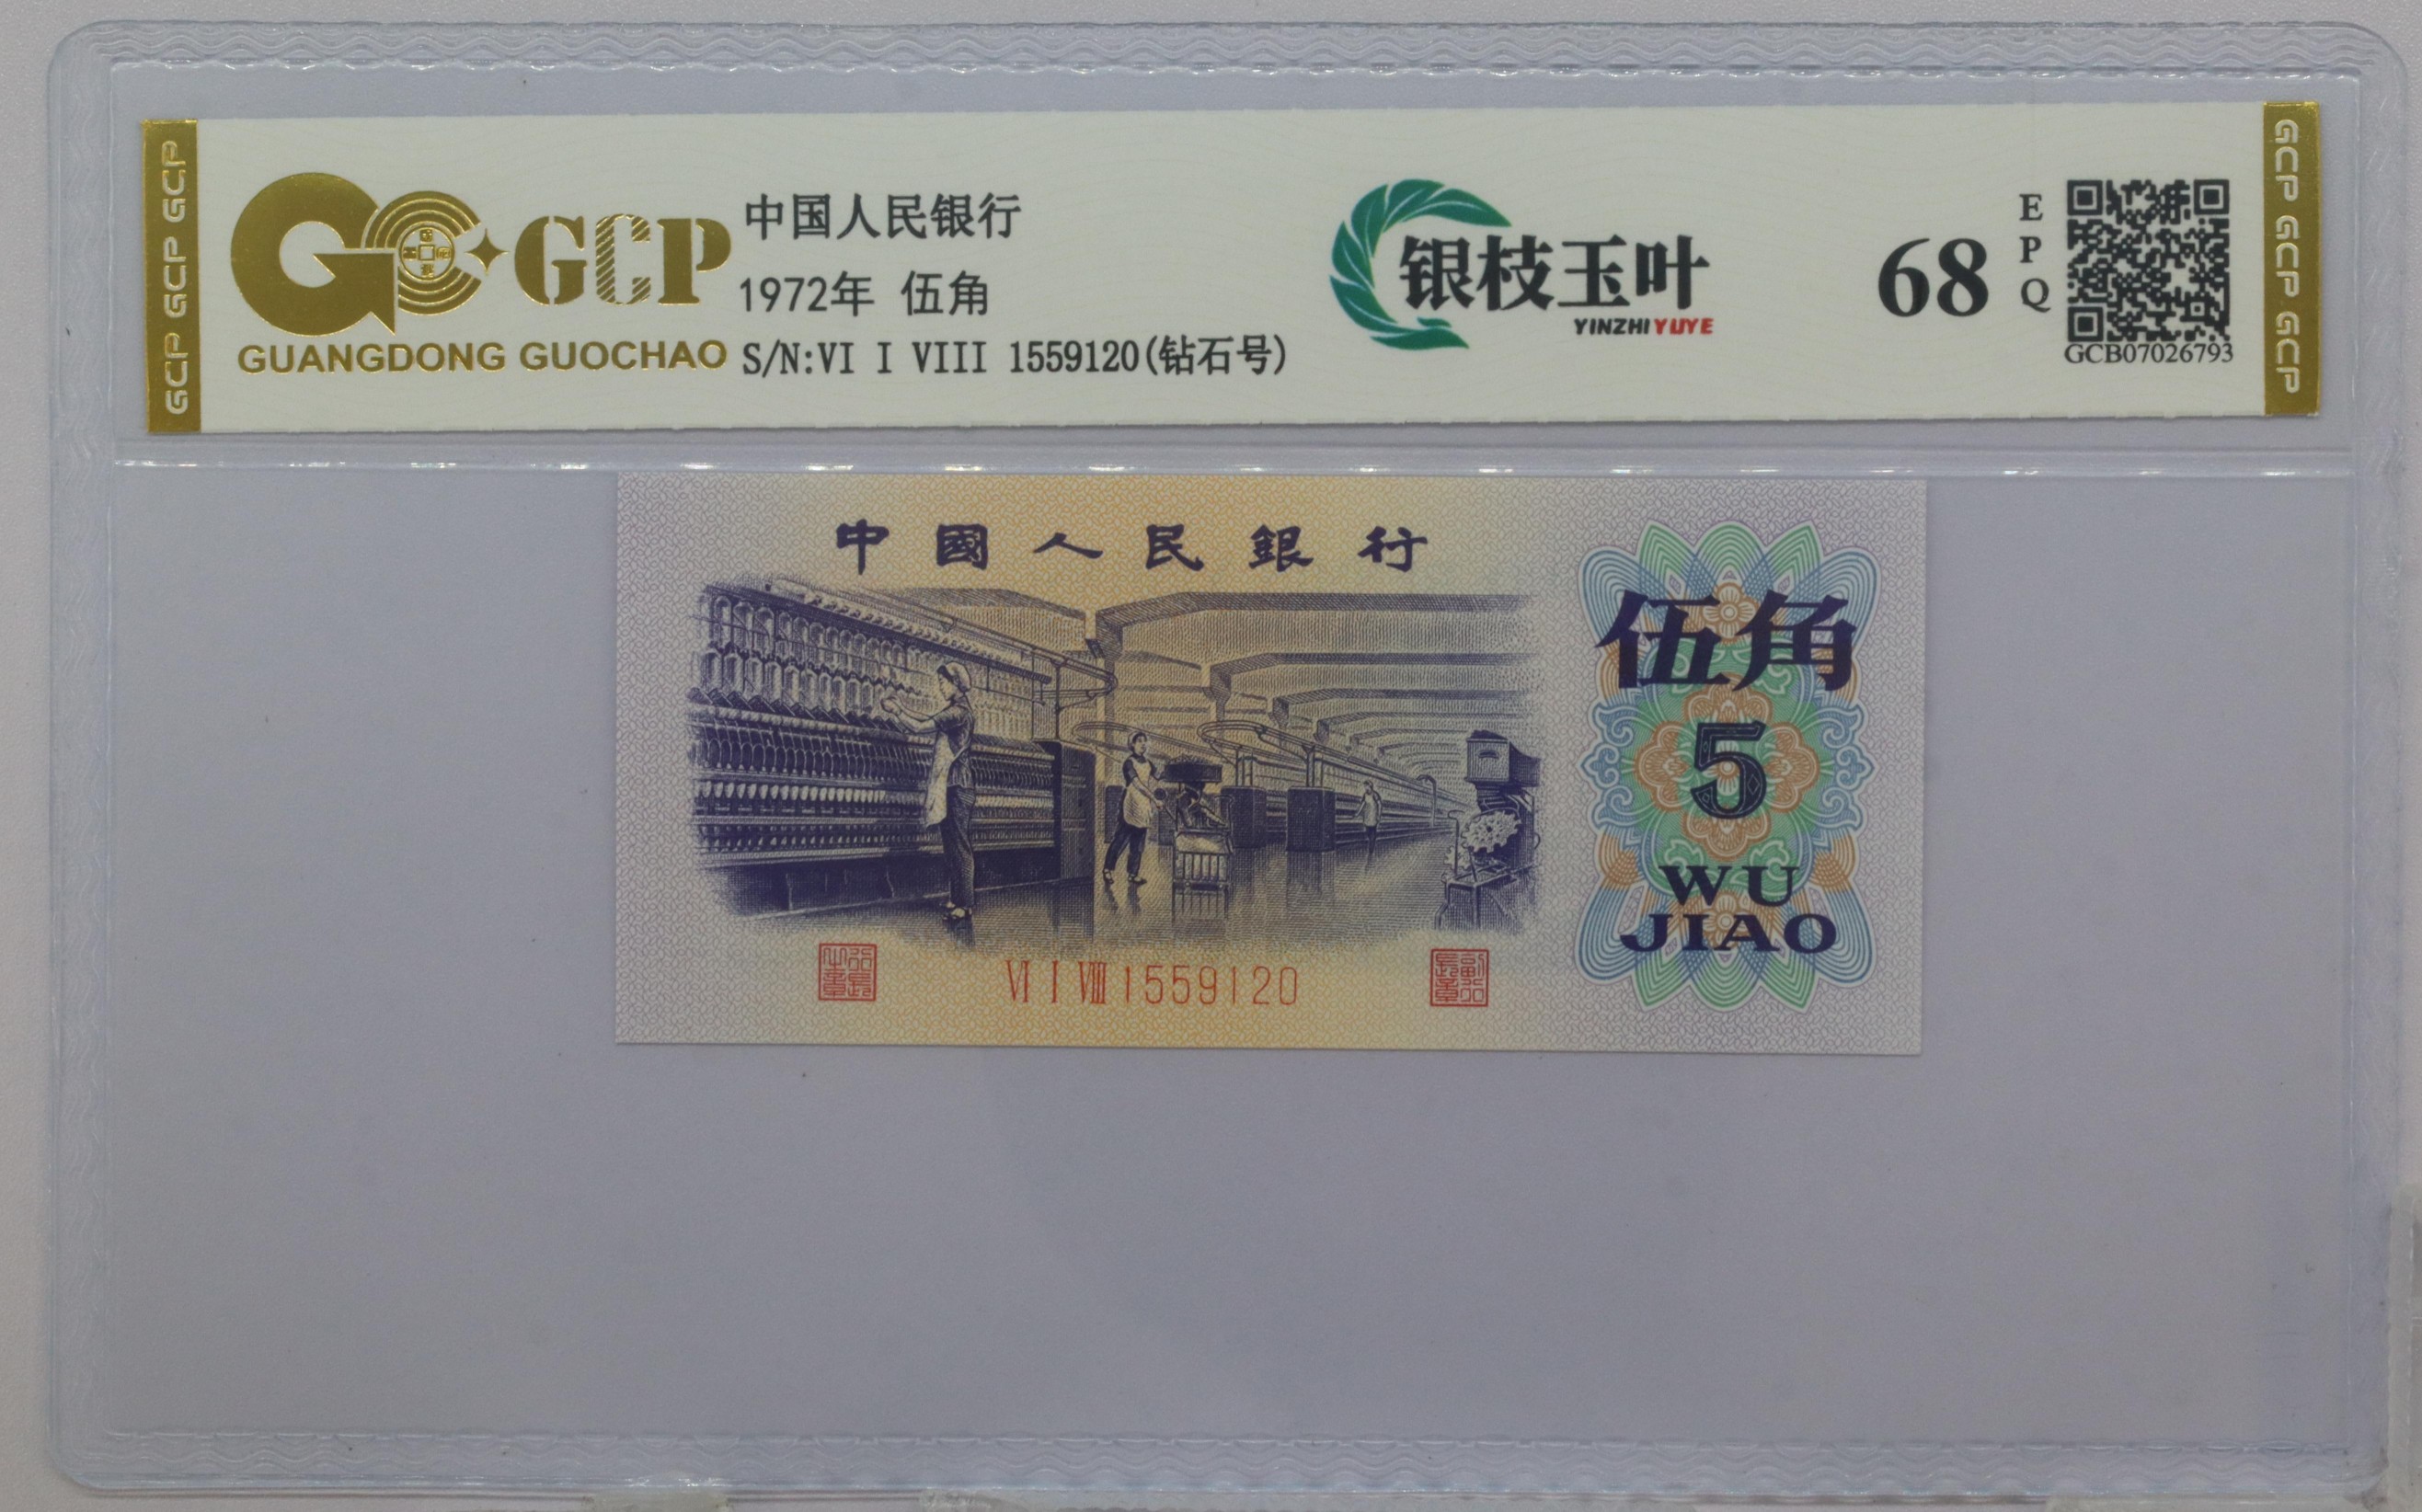 GCP GCP GCP
GCP
GUANGDONG GUOCHAO
中国人民银行
1972年 伍角
S/N:VI I VIII 1559120(钻石号)
银枝玉叶
YINZHIYUYE
68
EPQ
GCB07026793
GCP GCP GCP
中國人民銀行
伍角
5
WU
JIAO
VI I VIII 1559120